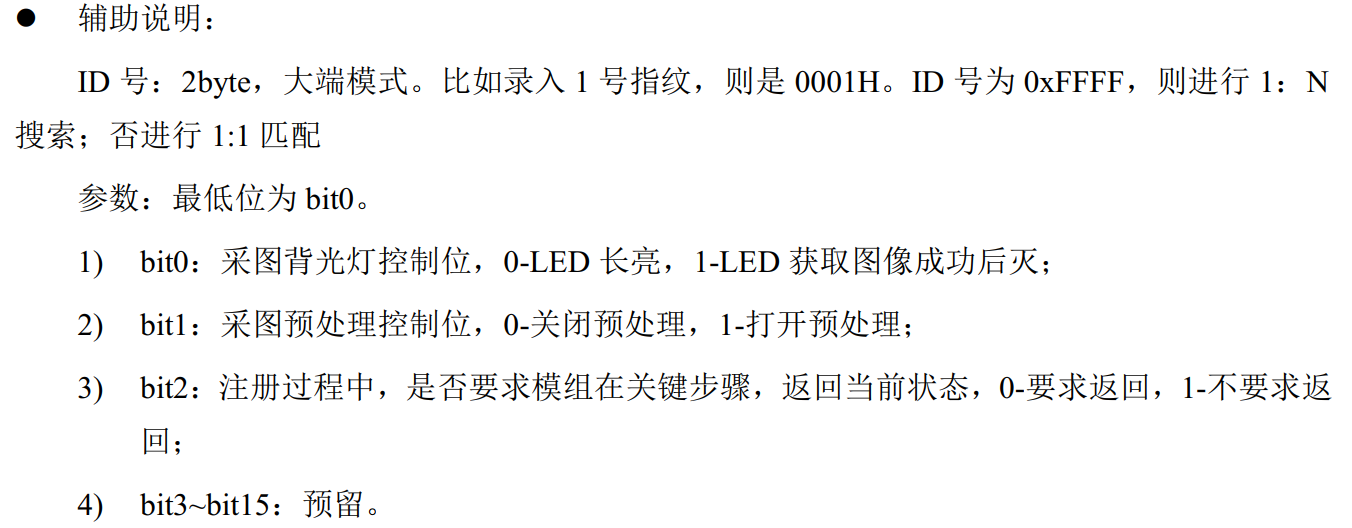 ● 辅助说明：
ID 号：2byte，大端模式。比如录入 1 号指纹，则是 0001H。ID 号为 0xFFFF，则进行 1：N
搜索；否进行 1:1 匹配
参数：最低位为 bit0。
1) bit0：采图背光灯控制位，0-LED 长亮，1-LED 获取图像成功后灭；
2) bit1：采图预处理控制位，0-关闭预处理，1-打开预处理；
3) bit2：注册过程中，是否要求模组在关键步骤，返回当前状态，0-要求返回，1-不要求返
回；
4) bit3~bit15：预留。